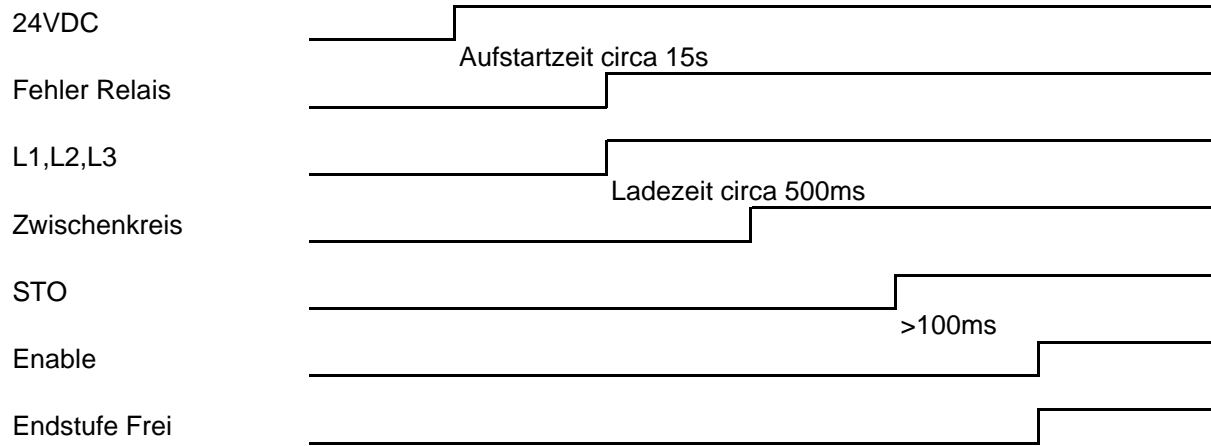 24VDC
Aufstartzeit circa 15s
Fehler Relais
L1,L2,L3
Ladezeit circa 500ms
Zwischenkreis
STO
>100ms
Enable
Endstufe Frei